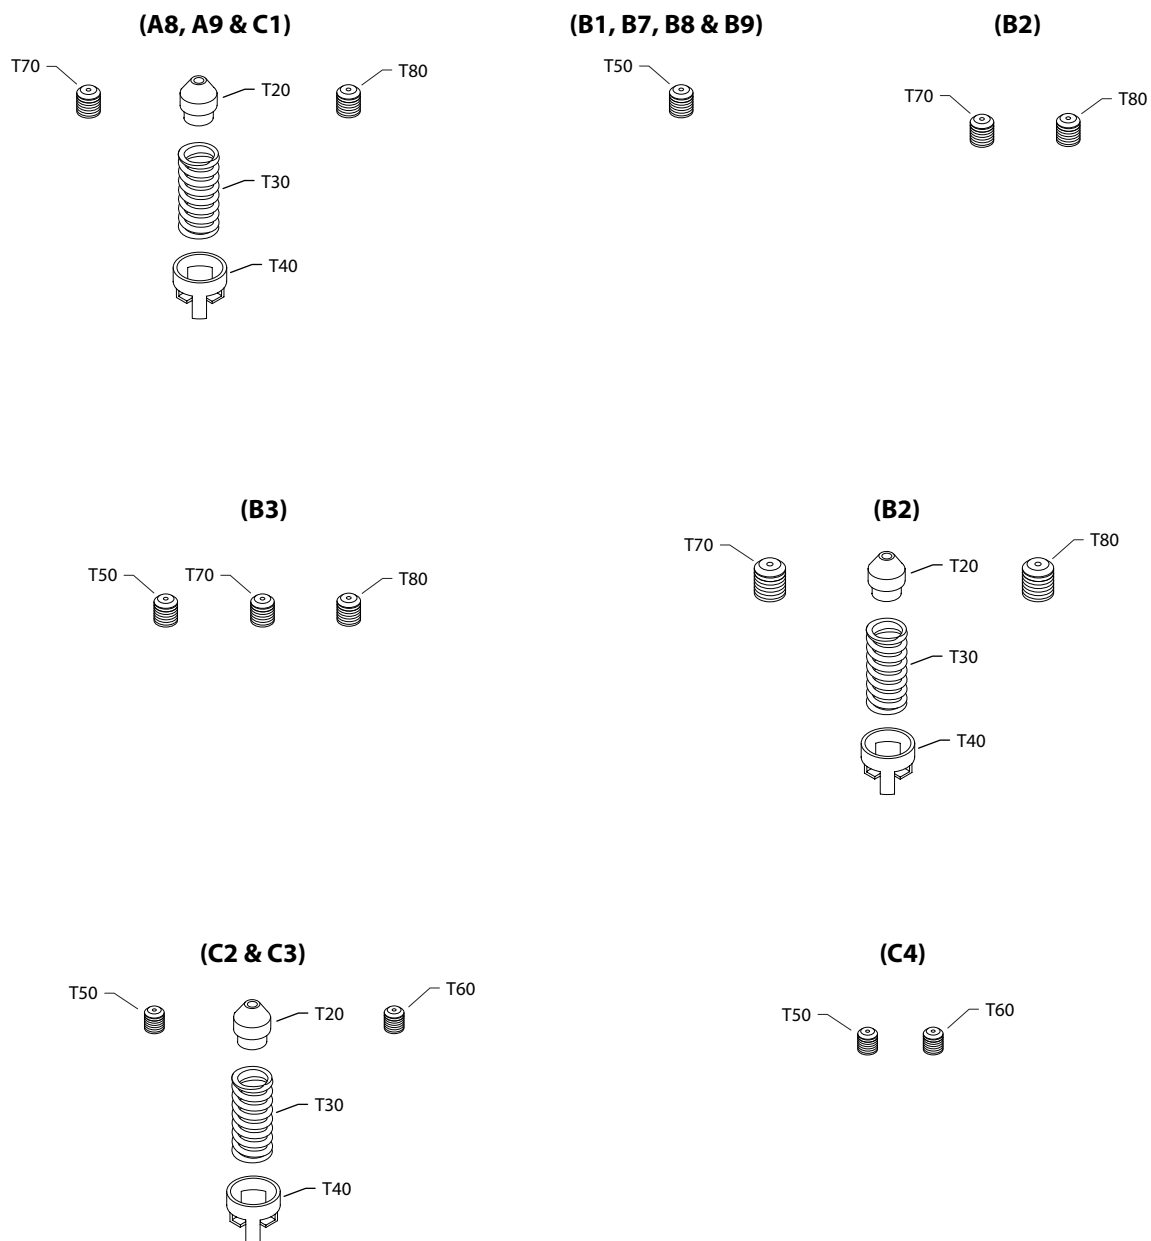 (A8, A9 & C1)
T70
T20
T80
T30
T40
(B1, B7, B8 & B9)
T50
(B2)
T70
T80
(B3)
T50
T70
T80
(B2)
T70
T20
T80
T30
T40
(C2 & C3)
T50
T20
T60
T30
T40
(C4)
T50
T60